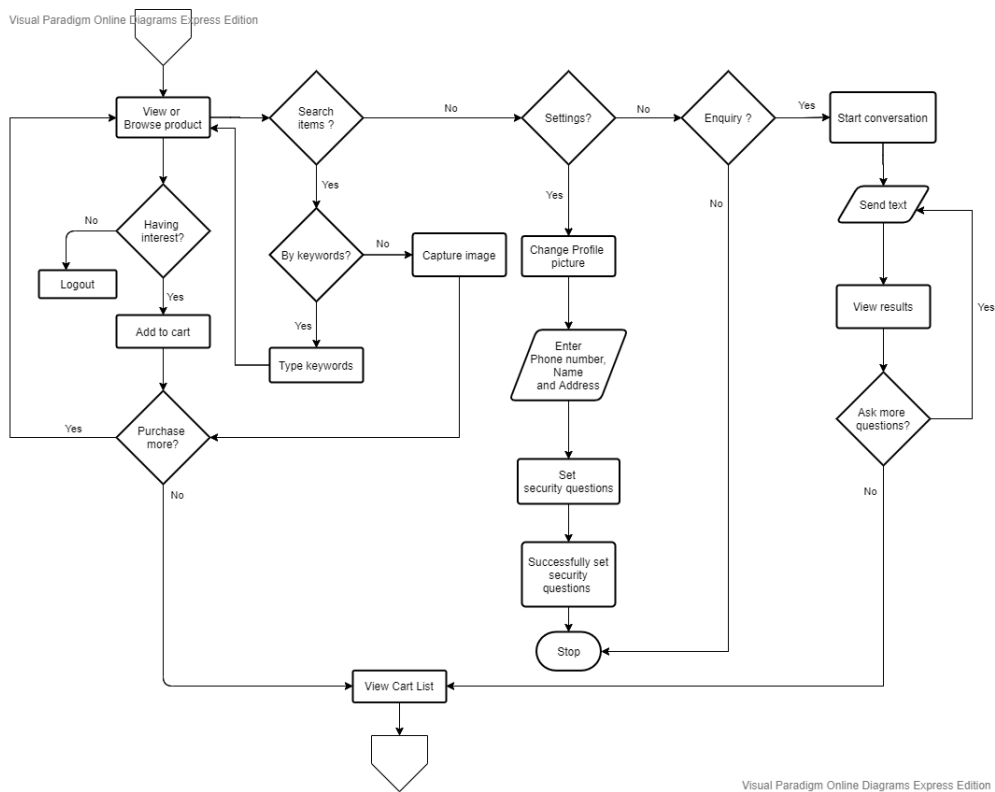 Visual Paradigm Online Diagrams Express Edition
View or
Browse product
Search
items ?
No
Settings?
No
Enquiry ?
Yes
Start conversation
Yes
Yes
No
Send text
No
Having
interest?
By keywords?
No
Capture image
Change Profile
picture
Logout
Yes
View results
Yes
Add to cart
Yes
Type keywords
Enter
Phone number,
Name
and Address
Yes
Purchase
more?
Ask more
questions?
No
Set
security questions
No
Successfully set
security
questions
Stop
View Cart List
Visual Paradigm Online Diagrams Express Edition